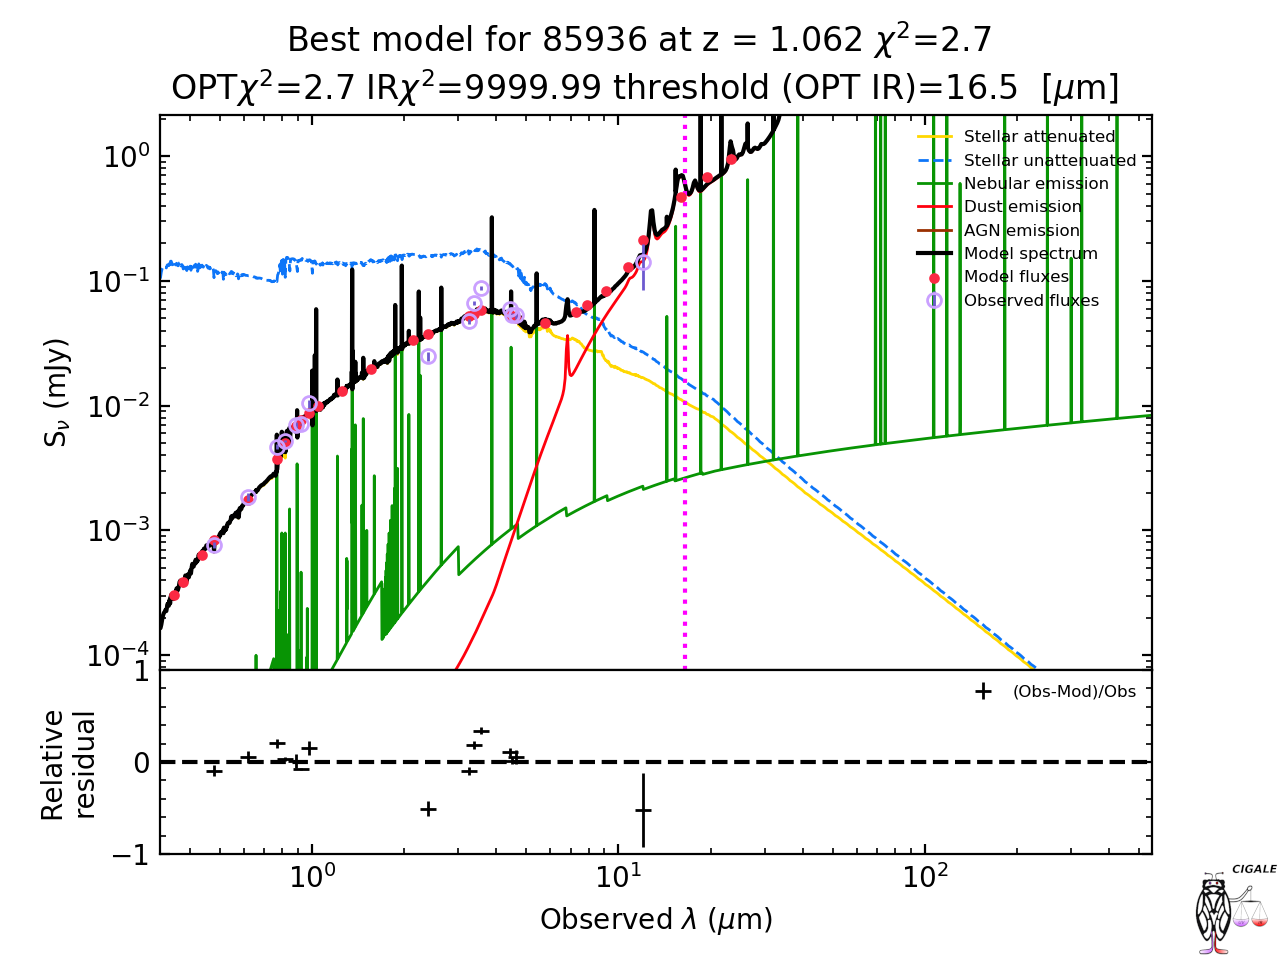 Best model for 85936 at z = 1.062 χ²=2.7
OPTχ²=2.7 IRχ²=9999.99 threshold (OPT IR)=16.5 [μm]
Stellar attenuated
Stellar unattenuated
Nebular emission
Dust emission
AGN emission
Model spectrum
Model fluxes
Observed fluxes
10⁰
10⁻¹
10⁻²
10⁻³
10⁻⁴
S_ν (mJy)
(Obs-Mod)/Obs
1
0
−1
Relative
residual
10⁰ 10¹ 10²
Observed λ (μm)
CIGALE